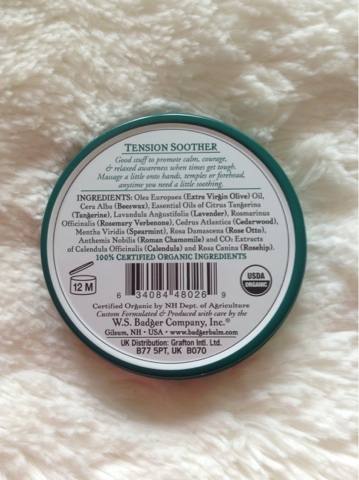 TENSION SOOTHER
Good stuff to promote calm, courage,
& relaxed awareness when times get tough.
Massage a little onto hands, temples or forehead,
anytime you need a little soothing.
INGREDIENTS: Olea Europaea (Extra Virgin Olive) Oil,
Cera Alba (Beeswax), Essential Oils of Citrus Tangerina
(Tangerine), Lavandula Angustifolia (Lavender), Rosmarinus
Officinalis (Rosemary Verbenone), Cedrus Atlantica (Cedarwood),
Mentha Viridis (Spearmint), Rosa Damascena (Rose Otto),
Anthemis Nobilis (Roman Chamomile) and CO2 Extracts
of Calendula Officinalis (Calendula) and Rosa Canina (Rosehip).
100% CERTIFIED ORGANIC INGREDIENTS
12 M
6 34084 48026 9
USDA
ORGANIC
Certified Organic by NH Dept. of Agriculture
Custom Formulated & Produced with care by the
W.S. Badger Company, Inc.®
Gilsum, NH • USA • www.badgerbalm.com
UK Distribution: Grafton Intl. Ltd.
B77 5PT, UK B070